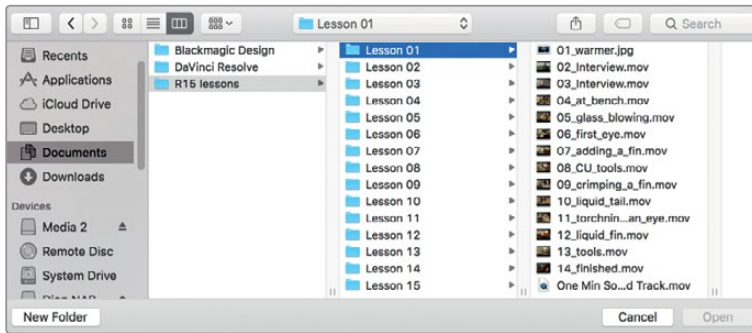 Lesson 01
Search
Recents
Applications
iCloud Drive
Desktop
Documents
Downloads
Devices
Media 2
Remote Disc
System Drive
Blackmagic Design
DaVinci Resolve
R15 lessons
Lesson 01
Lesson 02
Lesson 03
Lesson 04
Lesson 05
Lesson 06
Lesson 07
Lesson 08
Lesson 09
Lesson 10
Lesson 11
Lesson 12
Lesson 13
Lesson 14
Lesson 15
01_warmer.jpg
02_Interview.mov
03_Interview.mov
04_at_bench.mov
05_glass_blowing.mov
06_first_eye.mov
07_adding_a_fin.mov
08_CU_tools.mov
09_crimping_a_fin.mov
10_liquid_tail.mov
11_torchnin...an_eye.mov
12_liquid_fin.mov
13_tools.mov
14_finished.mov
One Min So...d Track.mov
New Folder
Cancel
Open